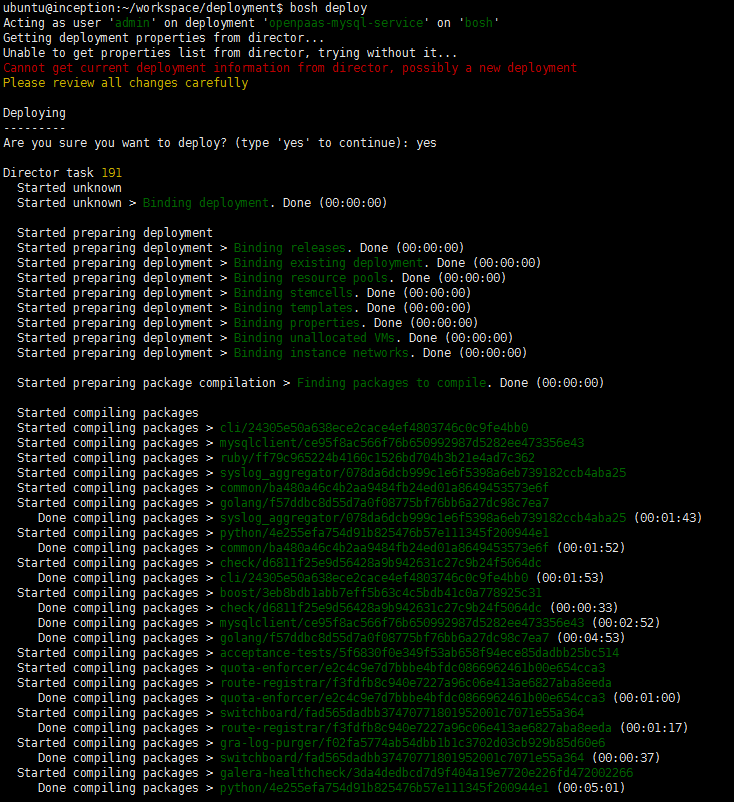 ubuntu@inception:~/workspace/deployment$ bosh deploy
Acting as user 'admin' on deployment 'openpaas-mysql-service' on 'bosh'
Getting deployment properties from director...
Unable to get properties list from director, trying without it...
Cannot get current deployment information from director, possibly a new deployment
Please review all changes carefully
Deploying
---------
Are you sure you want to deploy? (type 'yes' to continue): yes
Director task 191
Started unknown
Started unknown > Binding deployment. Done (00:00:00)
Started preparing deployment
Started preparing deployment > Binding releases. Done (00:00:00)
Started preparing deployment > Binding existing deployment. Done (00:00:00)
Started preparing deployment > Binding resource pools. Done (00:00:00)
Started preparing deployment > Binding stemcells. Done (00:00:00)
Started preparing deployment > Binding templates. Done (00:00:00)
Started preparing deployment > Binding properties. Done (00:00:00)
Started preparing deployment > Binding unallocated VMs. Done (00:00:00)
Started preparing deployment > Binding instance networks. Done (00:00:00)
Started preparing package compilation > Finding packages to compile. Done (00:00:00)
Started compiling packages
Started compiling packages > cli/24305e50a638ece2cace4ef4803746c0c9fe4bb0
Started compiling packages > mysqlclient/ce95f8ac566f76b650992987d5282ee473356e43
Started compiling packages > ruby/ff79c965224b4160c1526bd704b3b21e4ad7c362
Started compiling packages > syslog_aggregator/078da6dcb999c1e6f5398a6eb739182ccb4aba25
Started compiling packages > common/ba480a46c4b2aa9484fb24ed01a8649453573e6f
Started compiling packages > golang/f57ddbc8d55d7a0f08775bf76bb6a27dc98c7ea7
Done compiling packages > syslog_aggregator/078da6dcb999c1e6f5398a6eb739182ccb4aba25 (00:01:43)
Started compiling packages > python/4e255efa754d91b825476b57e111345f200944e1
Done compiling packages > common/ba480a46c4b2aa9484fb24ed01a8649453573e6f (00:01:52)
Started compiling packages > check/d6811f25e9d56428a9b942631c27c9b24f5064dc
Done compiling packages > cli/24305e50a638ece2cace4ef4803746c0c9fe4bb0 (00:01:53)
Started compiling packages > boost/3eb8bdb1abb7eff5b63c4c5bdb41c0a778925c31
Done compiling packages > check/d6811f25e9d56428a9b942631c27c9b24f5064dc (00:00:33)
Done compiling packages > mysqlclient/ce95f8ac566f76b650992987d5282ee473356e43 (00:02:52)
Done compiling packages > golang/f57ddbc8d55d7a0f08775bf76bb6a27dc98c7ea7 (00:04:53)
Started compiling packages > acceptance-tests/5f6830f0e349f53ab658f94ece85dadbb25bc514
Started compiling packages > quota-enforcer/e2c4c9e7d7bbbe4bfdc0866962461b00e654cca3
Started compiling packages > route-registrar/f3fdfb8c940e7227a96c06e413ae6827aba8eeda
Done compiling packages > quota-enforcer/e2c4c9e7d7bbbe4bfdc0866962461b00e654cca3 (00:01:00)
Started compiling packages > switchboard/fad565dadbb37470771801952001c7071e55a364
Done compiling packages > route-registrar/f3fdfb8c940e7227a96c06e413ae6827aba8eeda (00:01:17)
Started compiling packages > gra-log-purger/f02fa5774ab54dbb1b1c3702d03cb929b85d60e6
Done compiling packages > switchboard/fad565dadbb37470771801952001c7071e55a364 (00:00:37)
Started compiling packages > galera-healthcheck/3da4dedbcd7d9f404a19e7720e226fd472002266
Done compiling packages > python/4e255efa754d91b825476b57e111345f200944e1 (00:05:01)